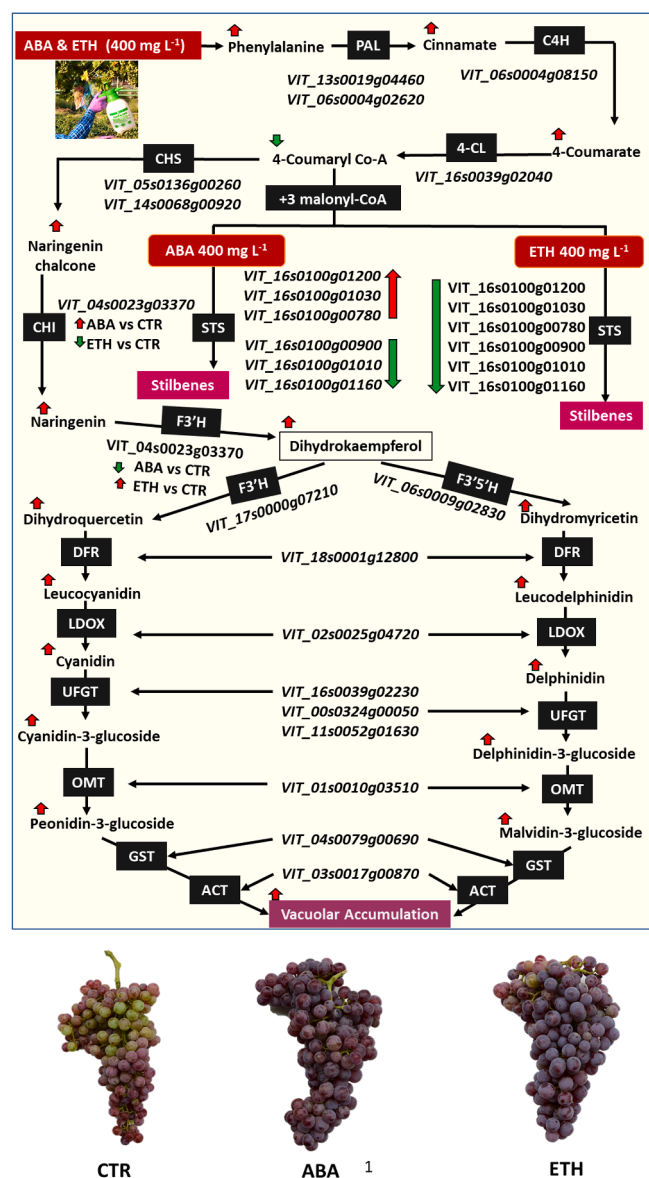 ABA & ETH (400 mg L-1)
Phenylalanine
PAL
Cinnamate
C4H
VIT_13s0019g04460
VIT_06s0004g02620
VIT_06s0004g08150
CHS
4-Coumaryl Co-A
4-CL
4-Coumarate
VIT_05s0136g00260
VIT_14s0068g00920
VIT_16s0039g02040
+3 malonyl-CoA
Naringenin
chalcone
ABA 400 mg L-1
ETH 400 mg L-1
VIT_16s0100g01200
VIT_16s0100g01030
VIT_16s0100g00780
VIT_16s0100g00900
VIT_16s0100g01010
VIT_16s0100g01160
VIT_16s0100g01200
VIT_16s0100g01030
VIT_16s0100g00780
VIT_16s0100g00900
VIT_16s0100g01010
VIT_16s0100g01160
VIT_04s0023g03370
CHI
ABA vs CTR
ETH vs CTR
STS
STS
Stilbenes
Stilbenes
Naringenin
F3’H
Dihydrokaempferol
VIT_04s0023g03370
ABA vs CTR
ETH vs CTR
F3’H
VIT_17s0000g07210
F3’5’H
VIT_06s0009g02830
Dihydroquercetin
Dihydromyricetin
DFR
VIT_18s0001g12800
DFR
Leucocyanidin
Leucodelphinidin
LDOX
VIT_02s0025g04720
LDOX
Cyanidin
Delphinidin
UFGT
VIT_16s0039g02230
VIT_00s0324g00050
VIT_11s0052g01630
UFGT
Cyanidin-3-glucoside
Delphinidin-3-glucoside
OMT
VIT_01s0010g03510
OMT
Peonidin-3-glucoside
Malvidin-3-glucoside
VIT_04s0079g00690
GST
GST
VIT_03s0017g00870
ACT
ACT
Vacuolar Accumulation
CTR
ABA
1
ETH